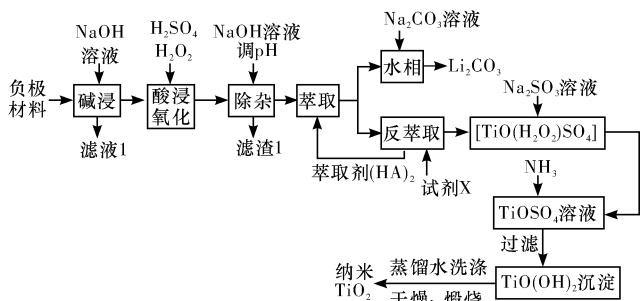 NaOH
溶液
H₂SO₄
H₂O₂
NaOH溶液
调pH
Na₂CO₃溶液
负极
材料
碱浸
酸浸
氧化
除杂
萃取
水相
Li₂CO₃
滤液1
滤渣1
反萃取
萃取剂(HA)₂
试剂X
Na₂SO₃溶液
[TiO(H₂O₂)SO₄]
NH₃
TiOSO₄溶液
过滤
TiO(OH)₂沉淀
蒸馏水洗涤
干燥,煅烧
纳米
TiO₂